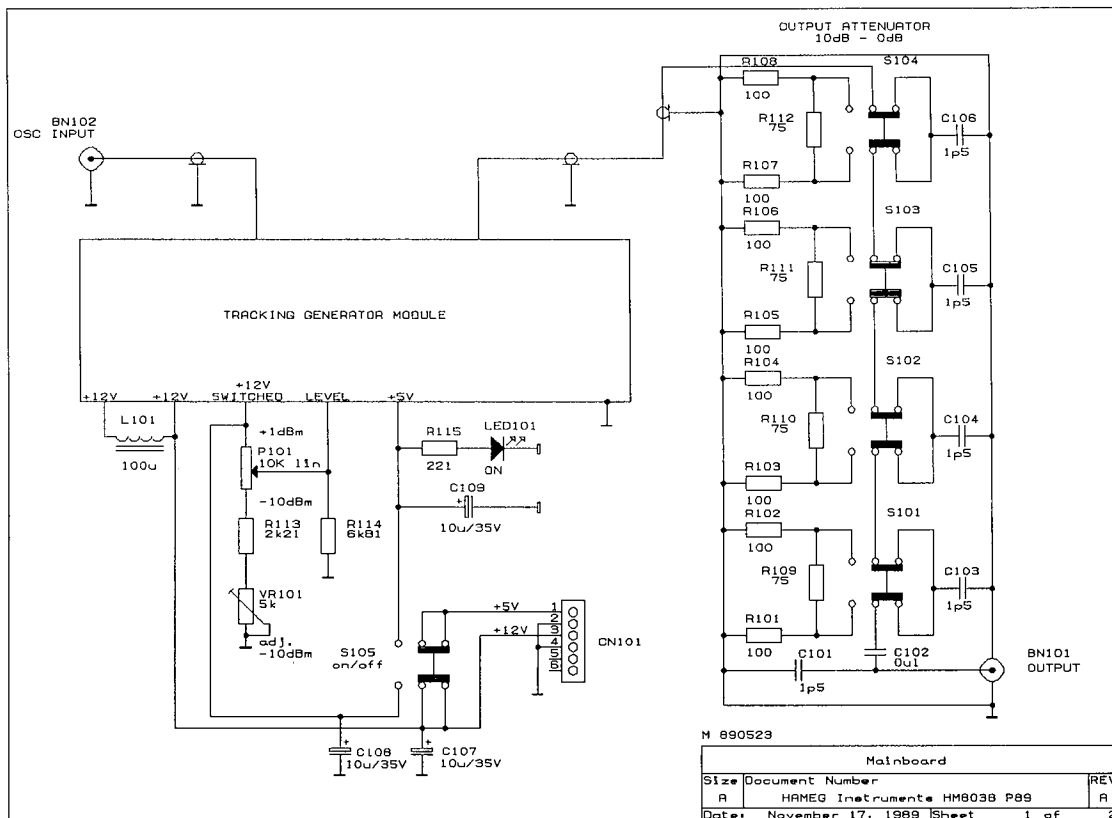 OUTPUT ATTENUATOR
10dB - 0dB
BN102
OSC INPUT
R108
100
R112
75
R107
100
S104
C106
1p5
R106
100
R111
75
R105
100
S103
C105
1p5
R104
100
R110
75
R103
100
S102
C104
1p5
R102
100
R109
75
R101
100
S101
C103
1p5
C101
1p5
C102
0u1
BN101
OUTPUT
TRACKING GENERATOR MODULE
+12V
+12V
+12V
SWITCHED
LEVEL
+5V
L101
100u
+1dBm
P101
10K lin
-10dBm
R113
2k21
R114
6k81
VR101
5k
adj.
-10dBm
R115
221
LED101
ON
C109
+
10u/35V
S105
on/off
+5V
+12V
1
2
3
4
5
6
CN101
+
C108
10u/35V
+
C107
10u/35V
M 890523
Mainboard
Size Document Number REV
A HAMEG Instruments HM8038 P89 A
Date: November 17, 1989 Sheet 1 of 2